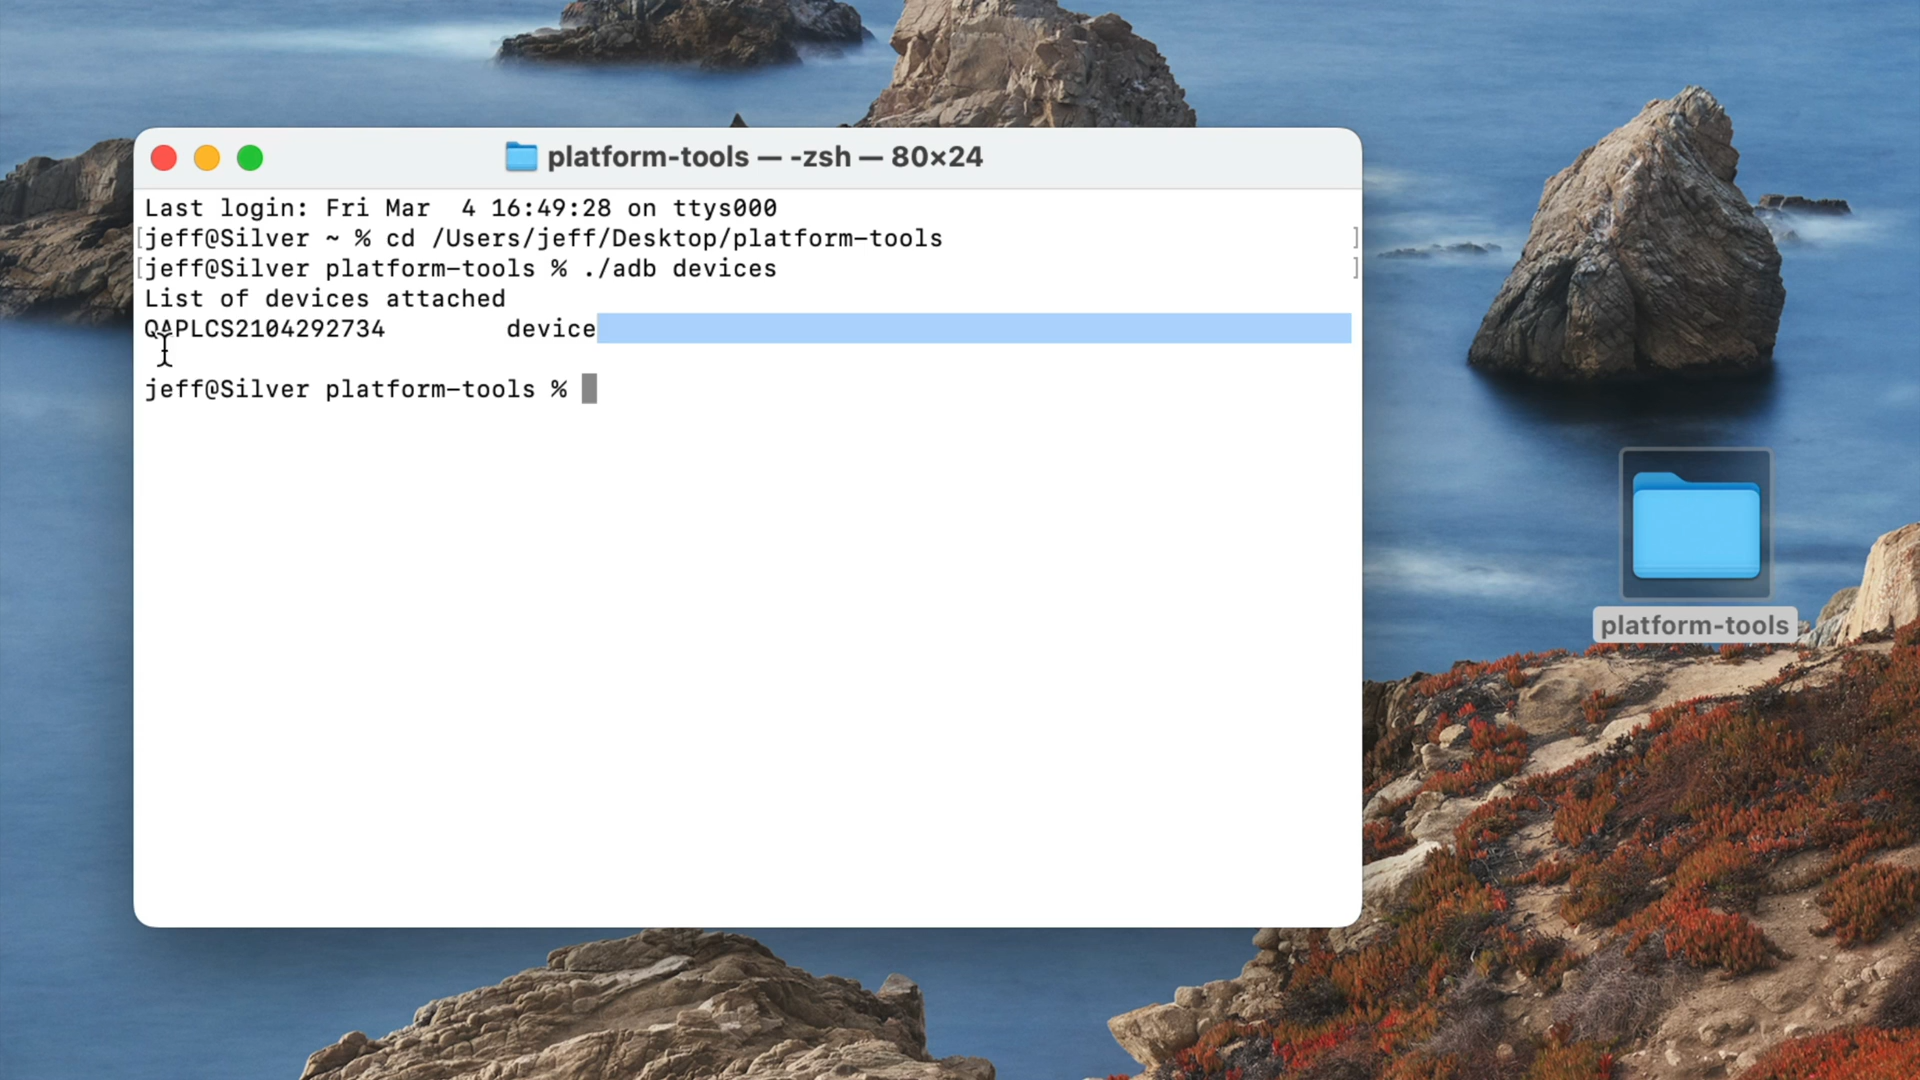 platform-tools — -zsh — 80×24
Last login: Fri Mar  4 16:49:28 on ttys000
[jeff@Silver ~ % cd /Users/jeff/Desktop/platform-tools ]
[jeff@Silver platform-tools % ./adb devices ]
List of devices attached
QAPLCS2104292734        device
jeff@Silver platform-tools %
platform-tools